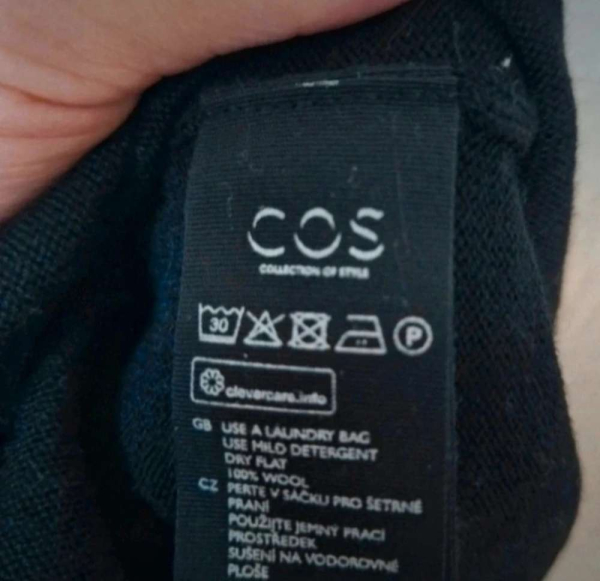 COS
COLLECTION OF STYLE
30
P
clevercare.info
GB USE A LAUNDRY BAG
USE MILD DETERGENT
DRY FLAT
100% WOOL
CZ PERTE V SÁČKU PRO ŠETRNÉ
PRANÍ
POUŽIJTE JEMNÝ PRACÍ
PROSTŘEDEK
SUŠENÍ NA VODOROVNÉ
PLOŠE